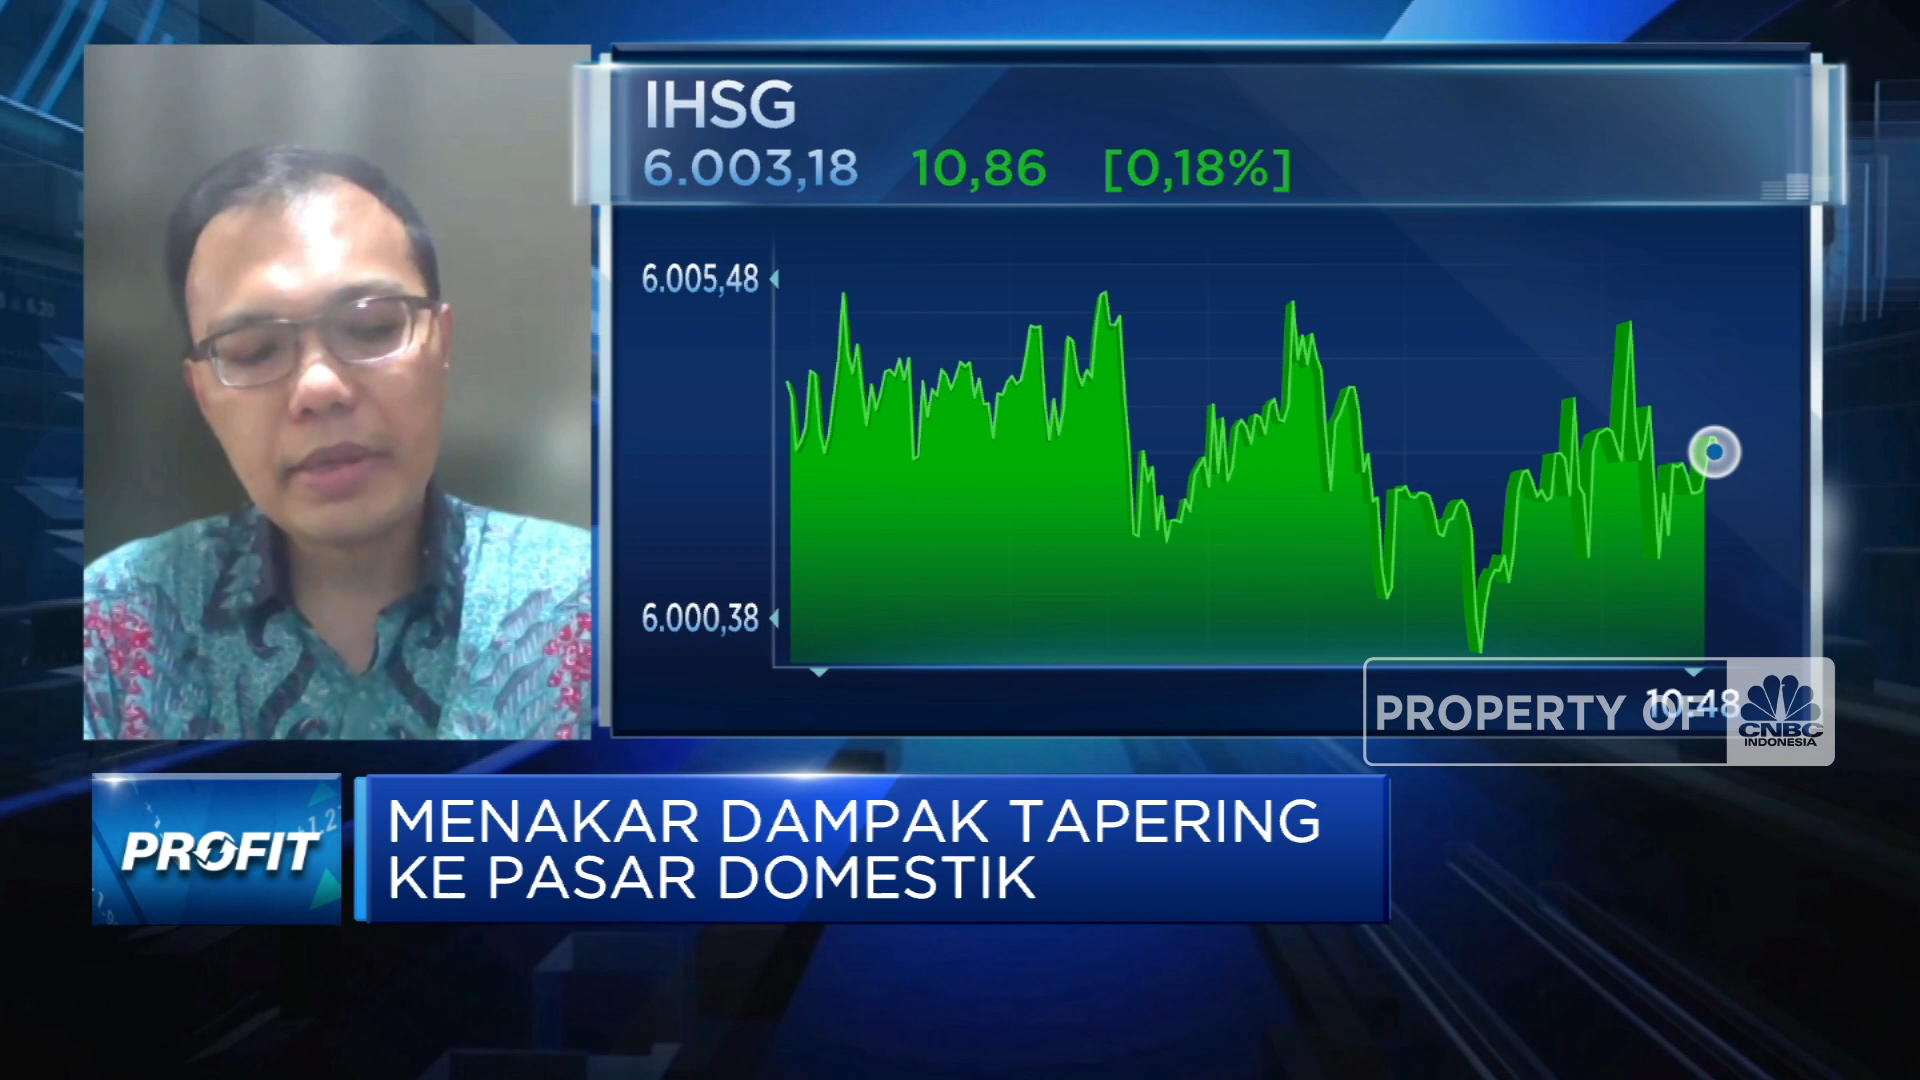 IHSG
6.003,18 10,86 [0,18%]
6.005,48
6.000,38
10:48
PROPERTY OF
CNBC
INDONESIA
PROFIT
MENAKAR DAMPAK TAPERING
KE PASAR DOMESTIK